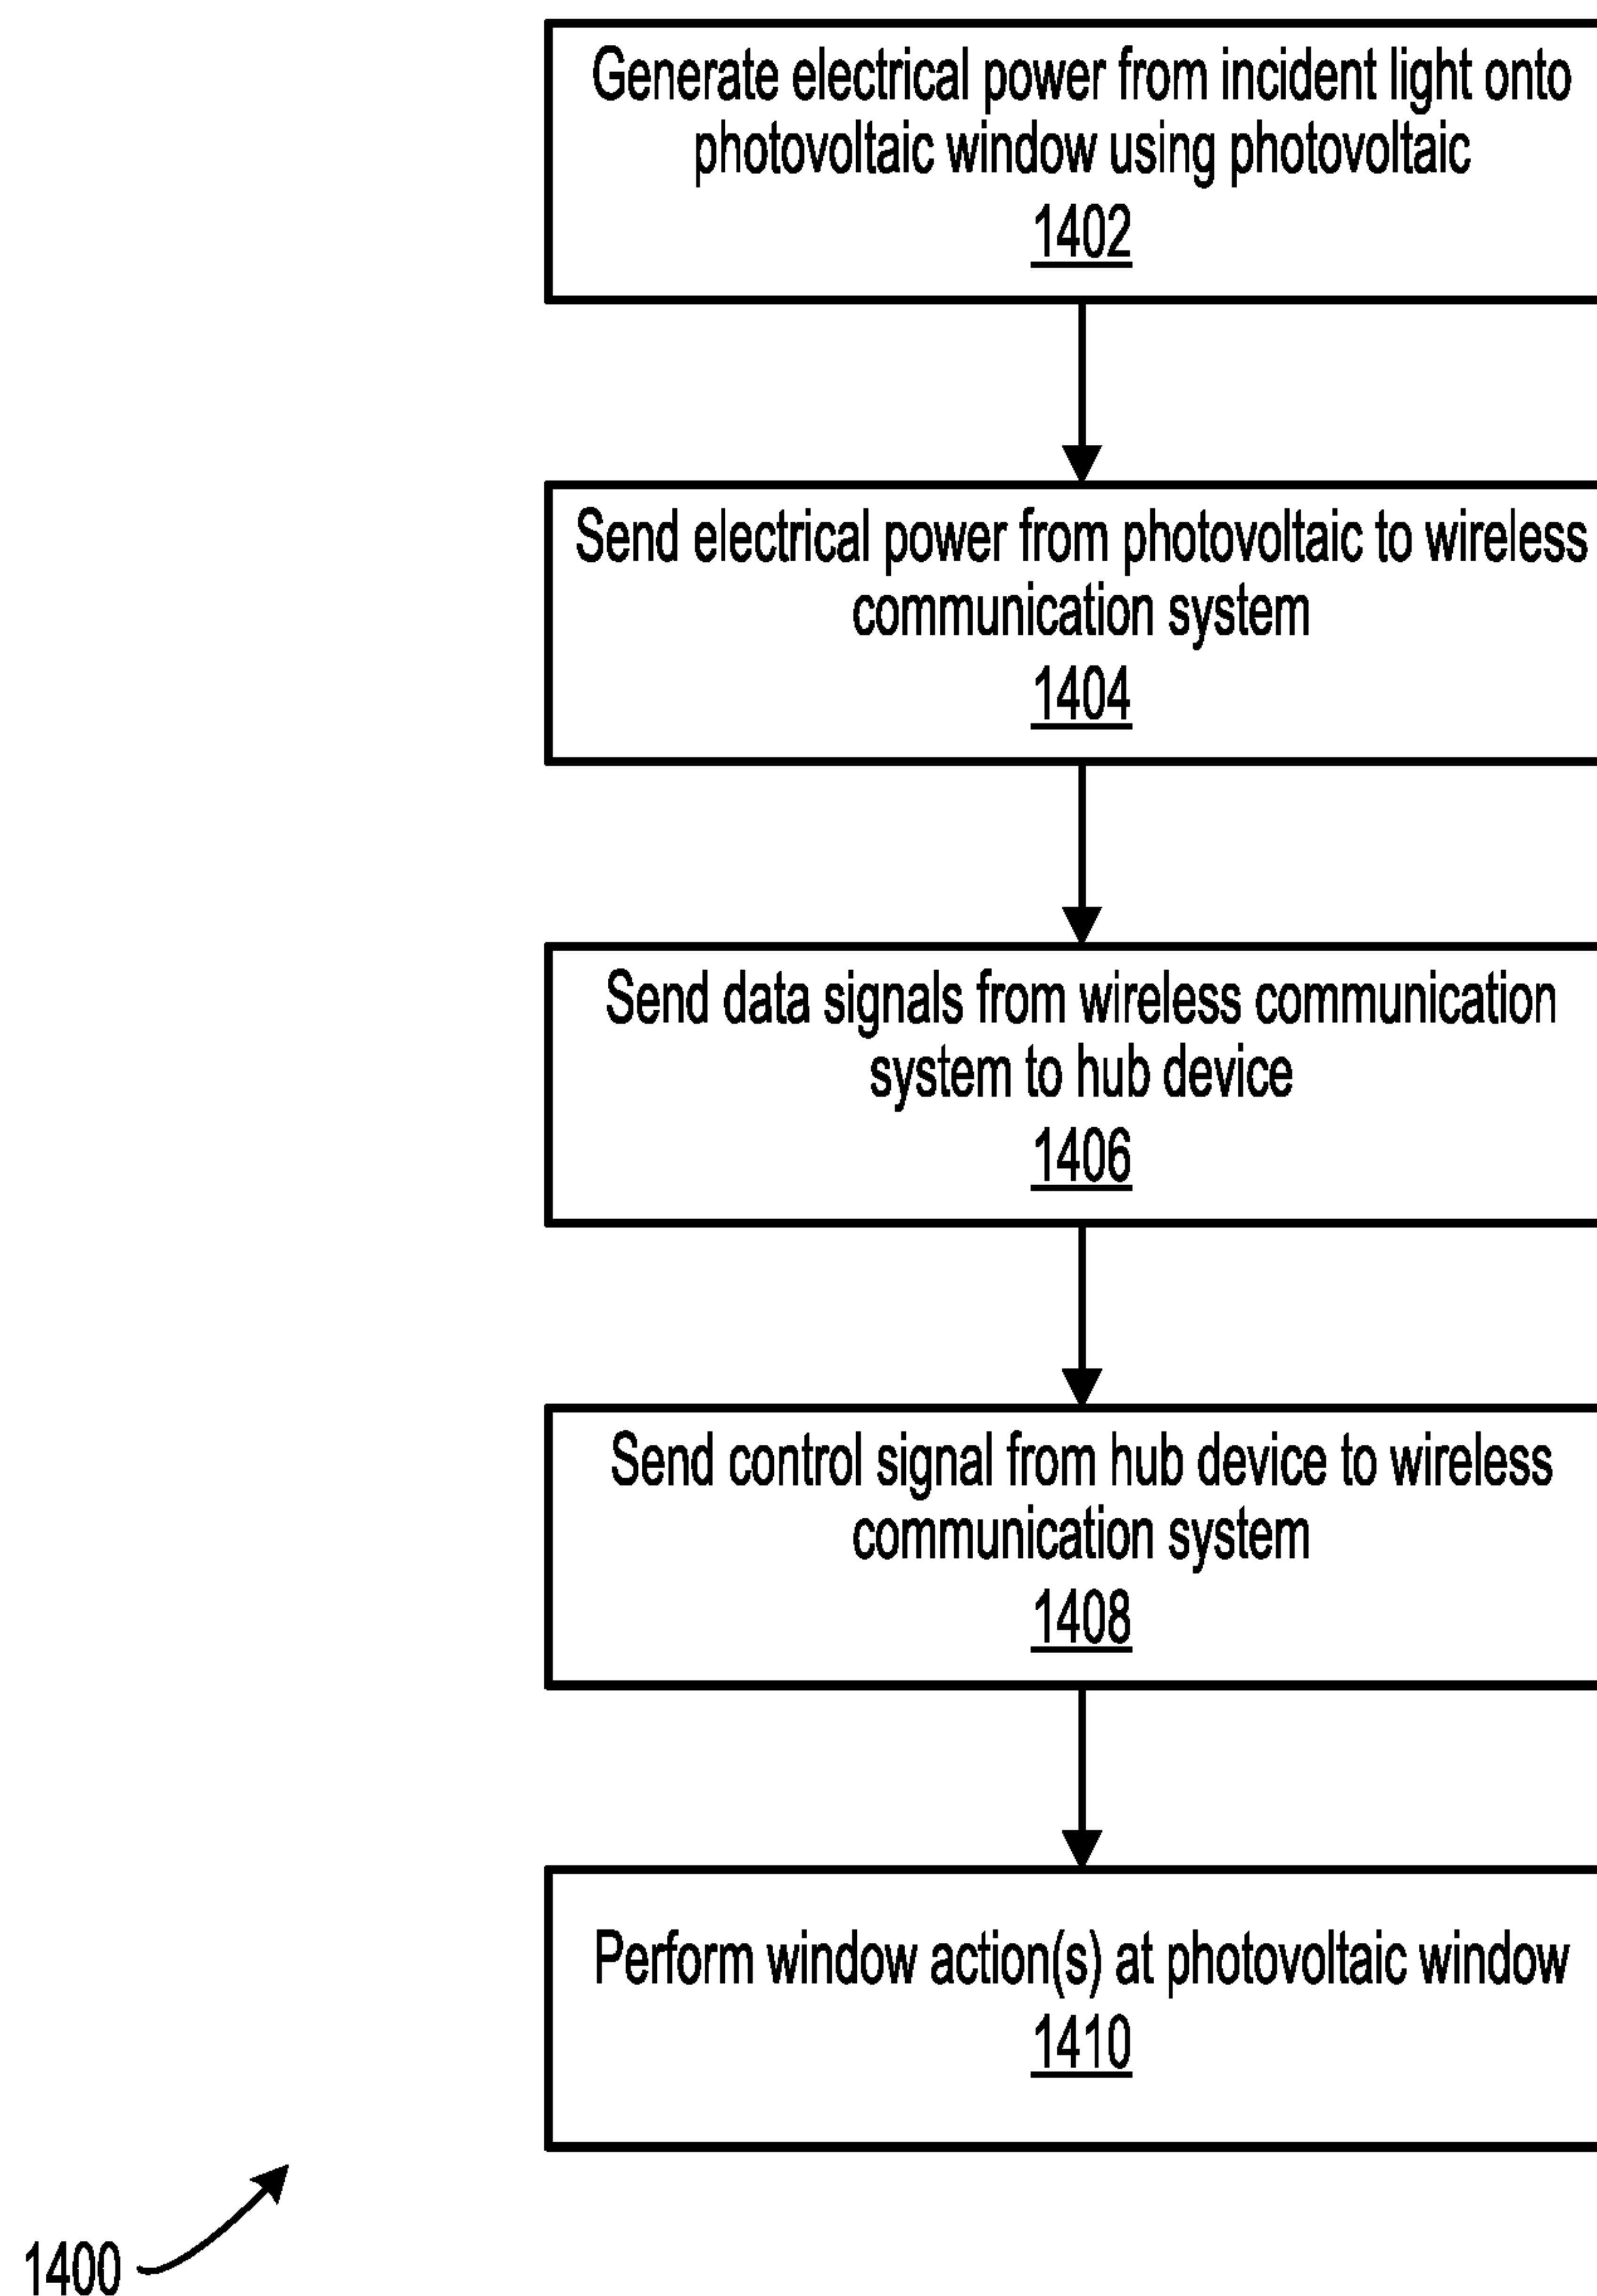 Generate electrical power from incident light onto
photovoltaic window using photovoltaic
1402
Send electrical power from photovoltaic to wireless
communication system
1404
Send data signals from wireless communication
system to hub device
1406
Send control signal from hub device to wireless
communication system
1408
Perform window action(s) at photovoltaic window
1410
1400